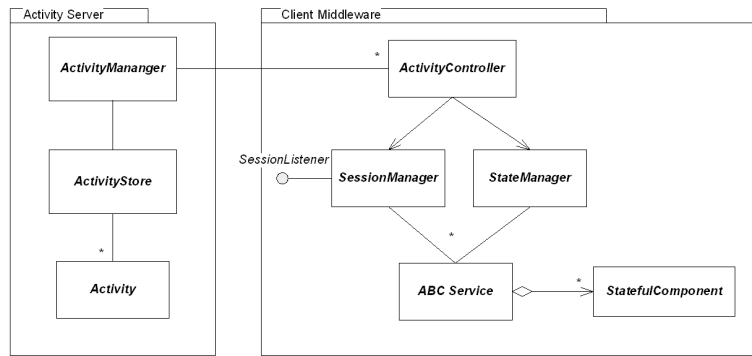 Activity Server
Client Middleware
ActivityMananger
*
ActivityController
SessionListener
ActivityStore
SessionManager
StateManager
*
*
Activity
ABC Service
*
StatefulComponent